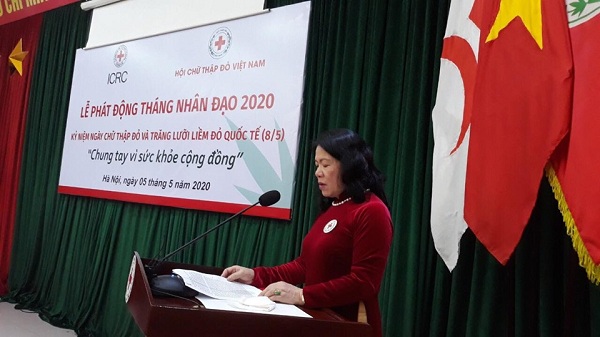 ICRC
HỘI CHỮ THẬP ĐỎ VIỆT NAM
LỄ PHÁT ĐỘNG THÁNG NHÂN ĐẠO 2020
KỶ NIỆM NGÀY CHỮ THẬP ĐỎ VÀ TRĂNG LƯỠI LIỀM ĐỎ QUỐC TẾ (8/5)
"Chung tay vì sức khỏe cộng đồng"
Hà Nội, ngày 05 tháng 5 năm 2020